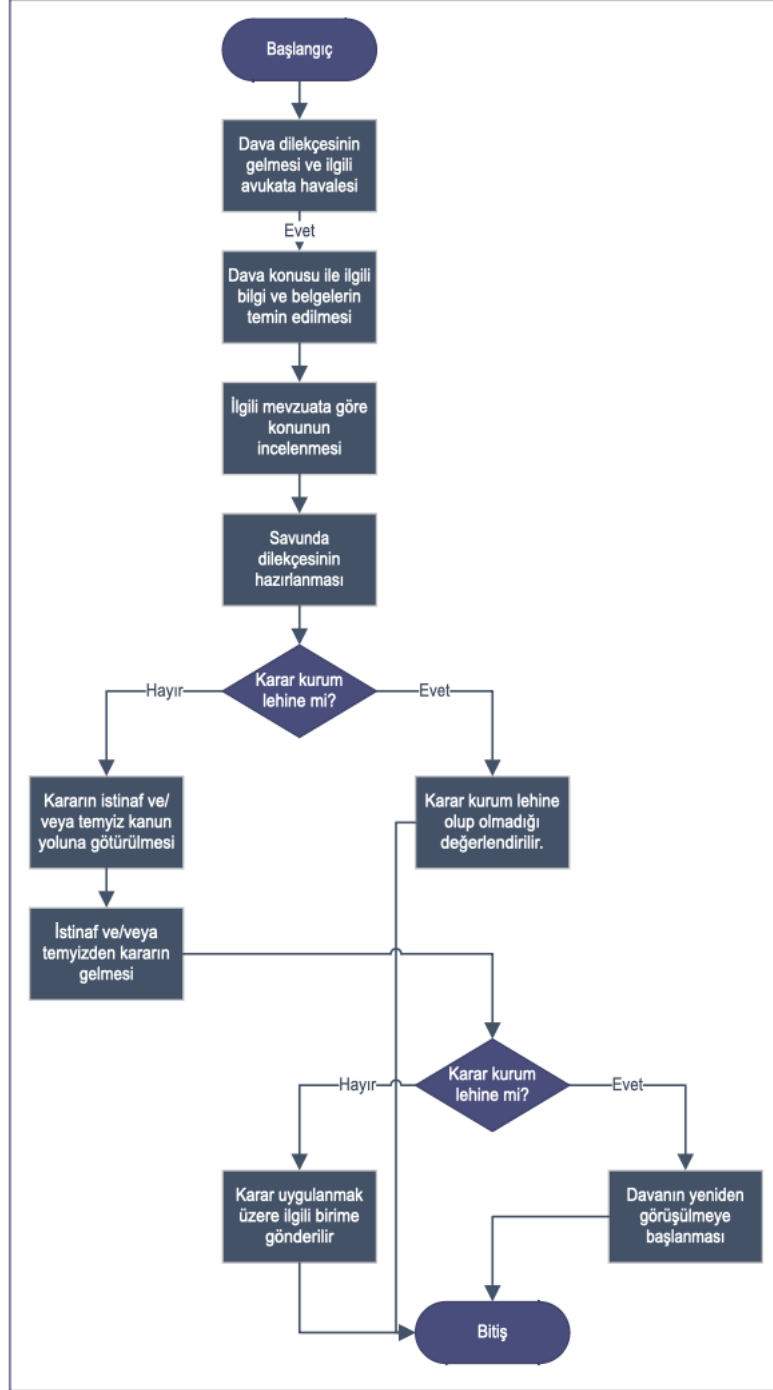 Başlangıç
Dava dilekçesinin
gelmesi ve ilgili
avukata havalesi
Evet
Dava konusu ile ilgili
bilgi ve belgelerin
temin edilmesi
İlgili mevzuata göre
konunun
incelenmesi
Savunda
dilekçesinin
hazırlanması
Karar kurum
lehine mi?
Hayır
Evet
Kararın istinaf ve/
veya temyiz kanun
yoluna götürülmesi
Karar kurum lehine
olup olmadığı
değerlendirilir.
İstinaf ve/veya
temyizden kararın
gelmesi
Karar kurum
lehine mi?
Hayır
Evet
Karar uygulanmak
üzere ilgili birime
gönderilir
Davanın yeniden
görüşülmeye
başlanması
Bitiş